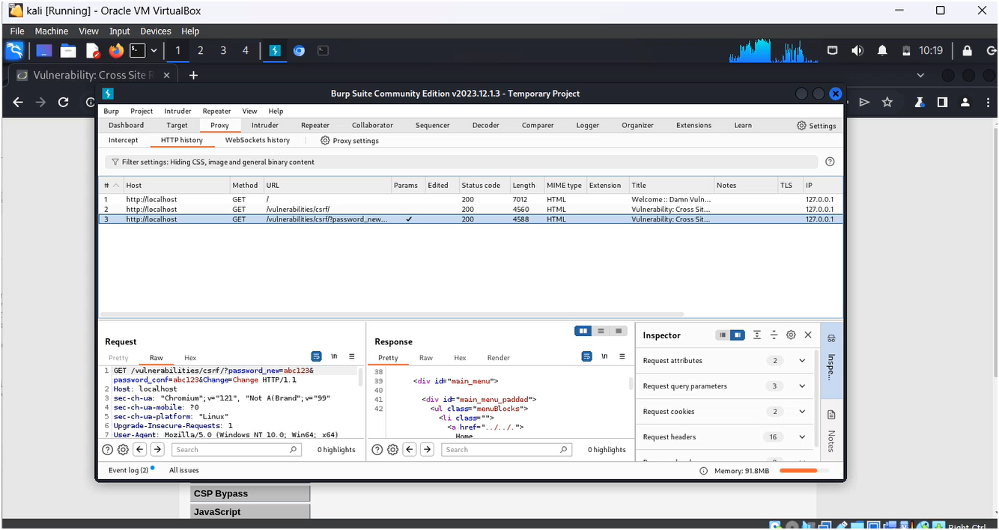 kali [Running] - Oracle VM VirtualBox
File Machine View Input Devices Help
1 2 3 4 10:19
Vulnerability: Cross Site R
Burp Suite Community Edition v2023.12.1.3 - Temporary Project
Burp Project Intruder Repeater View Help
Dashboard Target Proxy Intruder Repeater Collaborator Sequencer Decoder Comparer Logger Organizer Extensions Learn Settings
Intercept HTTP history WebSockets history Proxy settings
Filter settings: Hiding CSS, image and general binary content
# Host Method URL Params Edited Status code Length MIME type Extension Title Notes TLS IP
1 http://localhost GET / 200 7012 HTML Welcome :: Damn Vuln... 127.0.0.1
2 http://localhost GET /vulnerabilities/csrf/ 200 4560 HTML Vulnerability: Cross Sit... 127.0.0.1
3 http://localhost GET /vulnerabilities/csrf/?password_new... ✓ 200 4588 HTML Vulnerability: Cross Sit... 127.0.0.1
Request
Pretty Raw Hex \n
1 GET /vulnerabilities/csrf/?password_new=abc123&
password_conf=abc123&Change=Change HTTP/1.1
2 Host: localhost
3 sec-ch-ua: "Chromium";v="121", "Not A(Brand";v="99"
4 sec-ch-ua-mobile: ?0
5 sec-ch-ua-platform: "Linux"
6 Upgrade-Insecure-Requests: 1
7 User-Agent: Mozilla/5.0 (Windows NT 10.0; Win64; x64)
Search 0 highlights
Response
Pretty Raw Hex Render \n
38
39 <div id="main_menu">
40
41 <div id="main_menu_padded">
42 <ul class="menuBlocks">
<li class="">
<a href="../../.">
Home
Search 0 highlights
Inspector
Request attributes 2
Request query parameters 3
Request cookies 2
Request headers 16
Inspe...
Notes
Event log (2) All issues Memory: 91.8MB
CSP Bypass
JavaScript
Right Ctrl